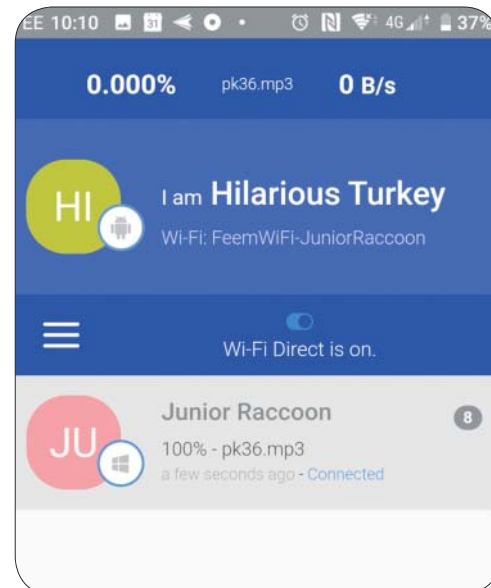 EE 10:10 31 4G 37%
0.000% pk36.mp3 0 B/s
HI
I am Hilarious Turkey
Wi-Fi: FeemWiFi-JuniorRaccoon
Wi-Fi Direct is on.
JU
Junior Raccoon 8
100% - pk36.mp3
a few seconds ago - Connected